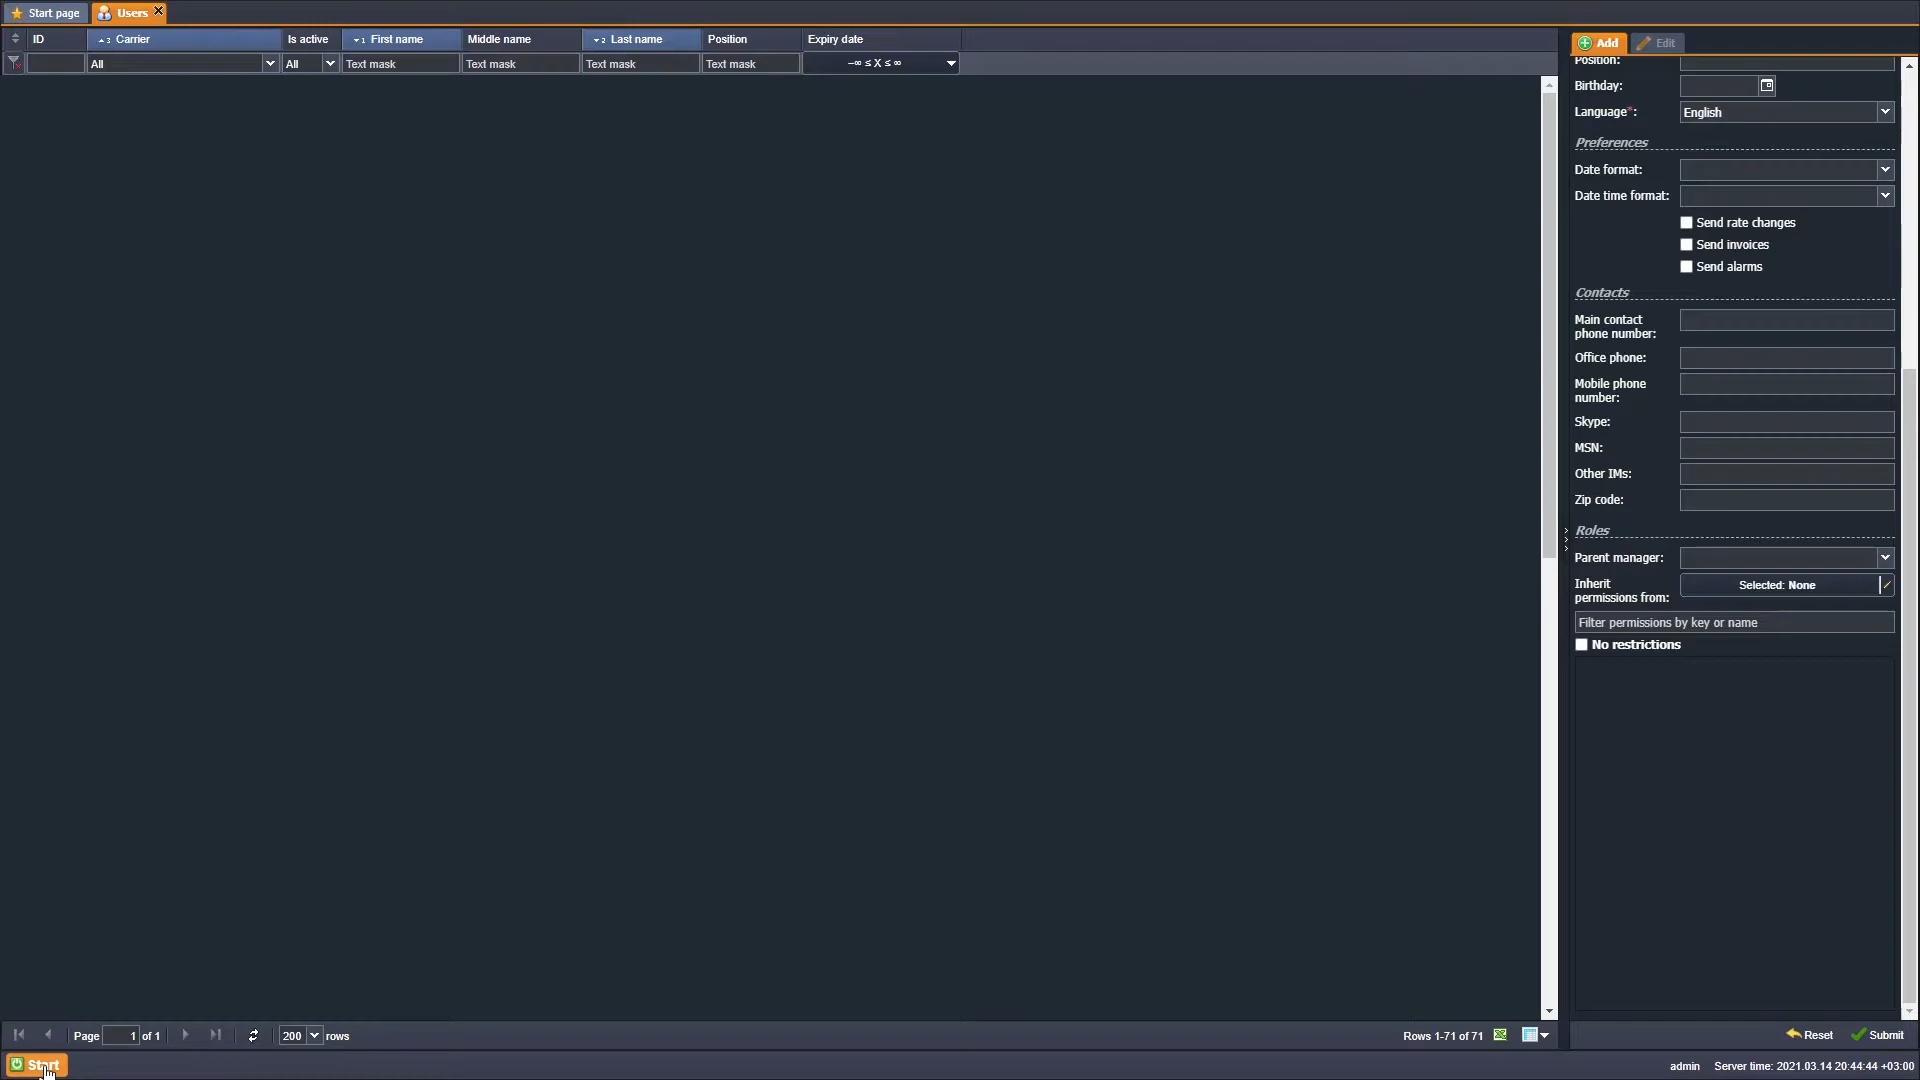 Start page
Users
ID
3 Carrier
Is active
1 First name
Middle name
2 Last name
Position
Expiry date
All
All
Text mask
Text mask
Text mask
Text mask
-∞ ≤ X ≤ ∞
Add
Edit
Position:
Birthday:
Language*:
English
Preferences
Date format:
Date time format:
Send rate changes
Send invoices
Send alarms
Contacts
Main contact
phone number:
Office phone:
Mobile phone
number:
Skype:
MSN:
Other IMs:
Zip code:
Roles
Parent manager:
Inherit
permissions from:
Selected: None
Filter permissions by key or name
No restrictions
Page 1 of 1
200 rows
Rows 1-71 of 71
Reset
Submit
Start
admin
Server time: 2021.03.14 20:44:44 +03:00